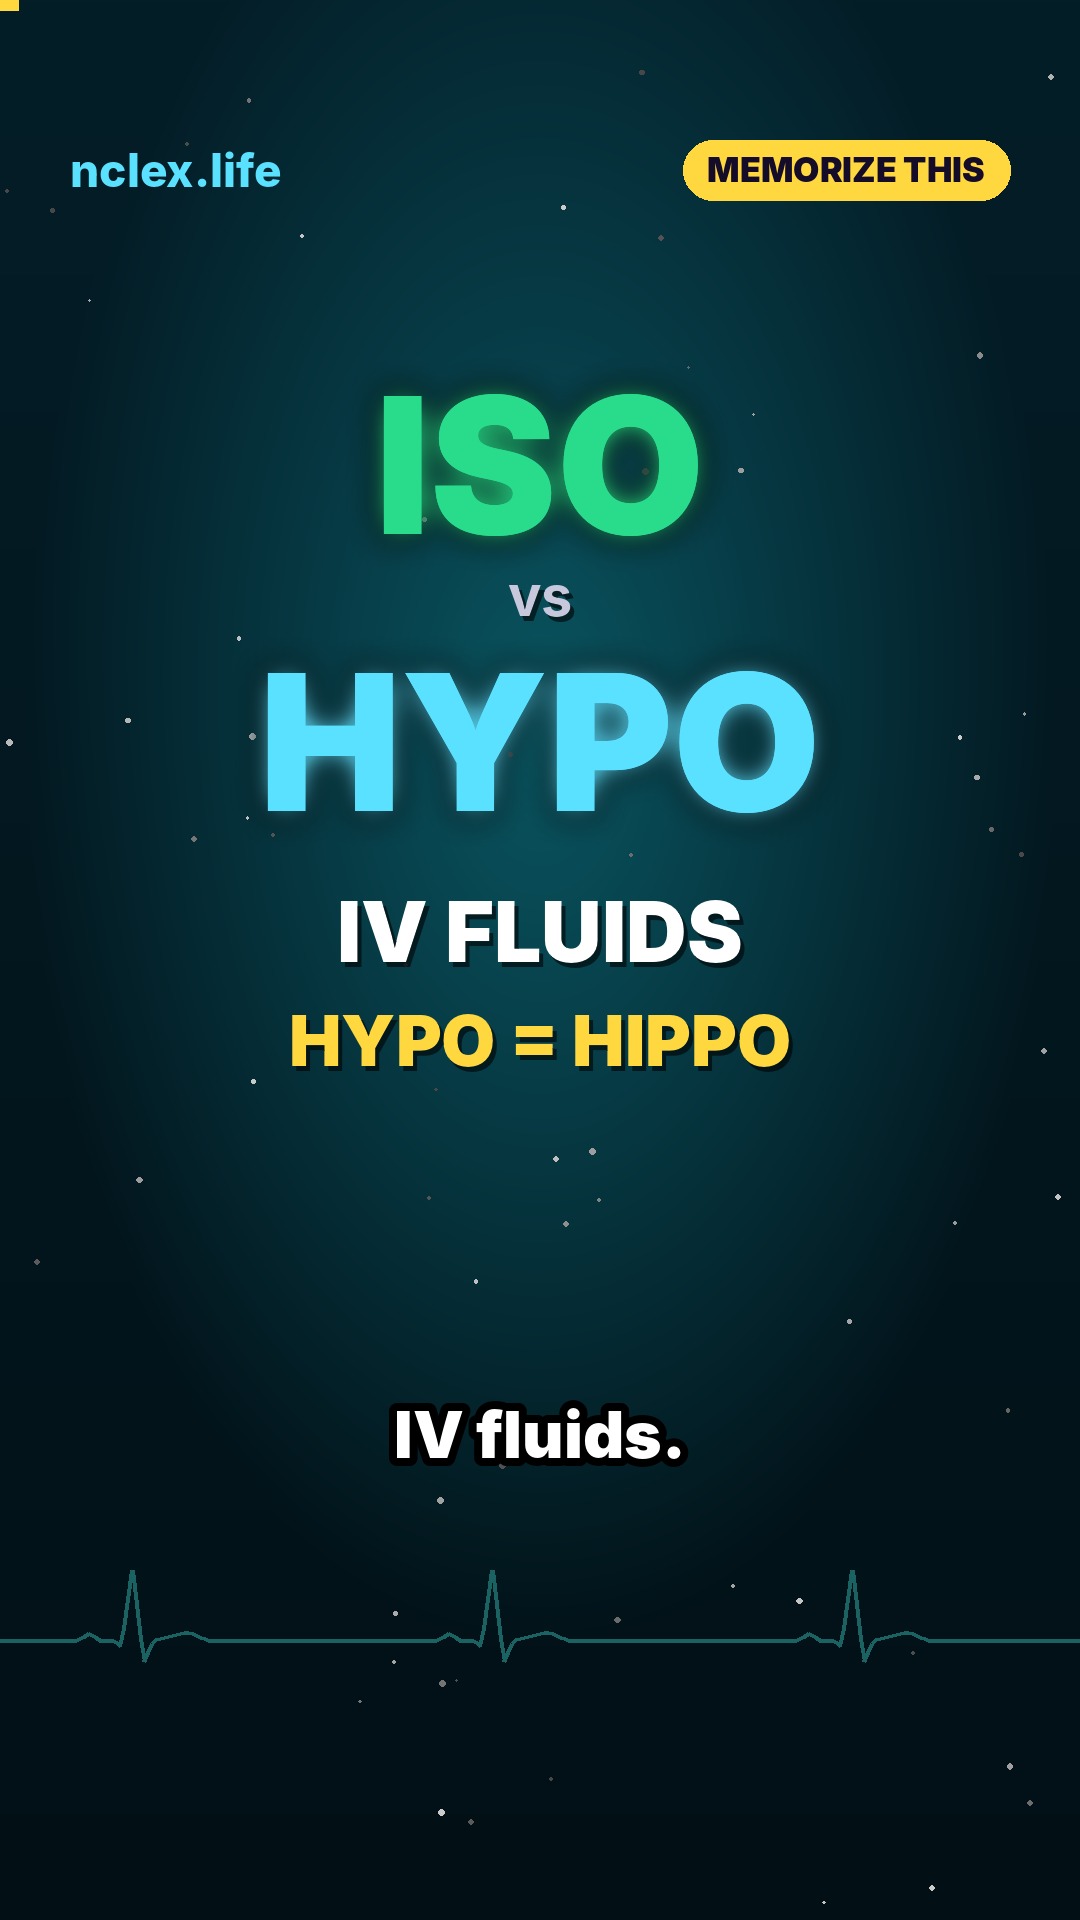 nclex.life
MEMORIZE THIS
ISO
VS
HYPO
IV FLUIDS
HYPO = HIPPO
IV fluids.